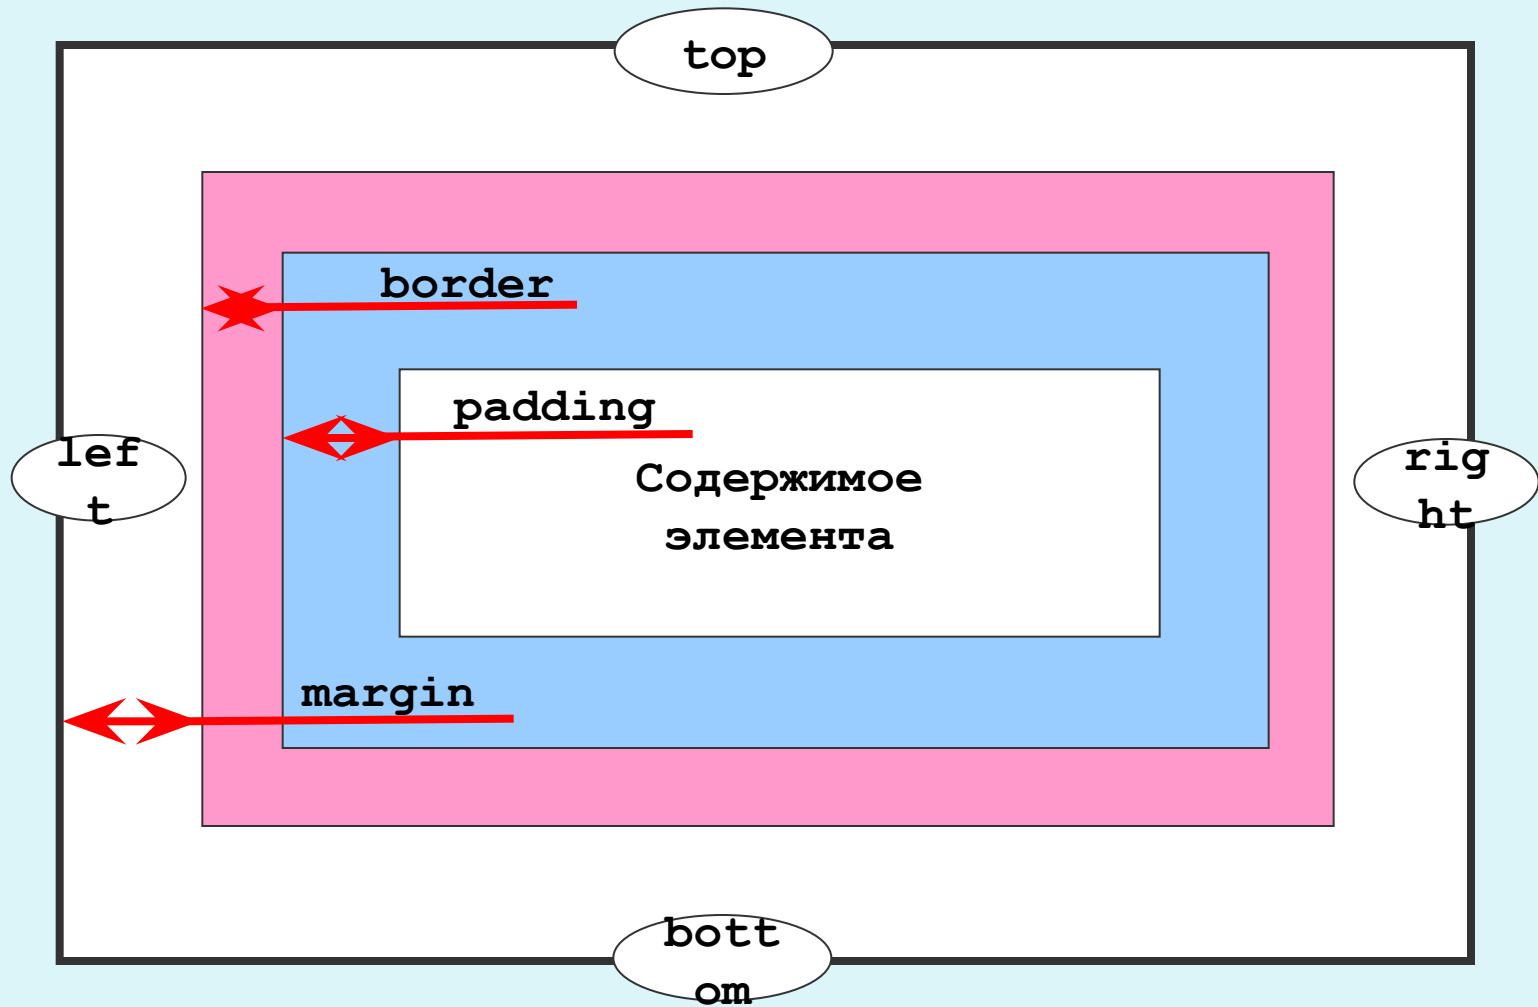 top
border
padding
lef
t
rig
ht
Содержимое
элемента
margin
bott
om